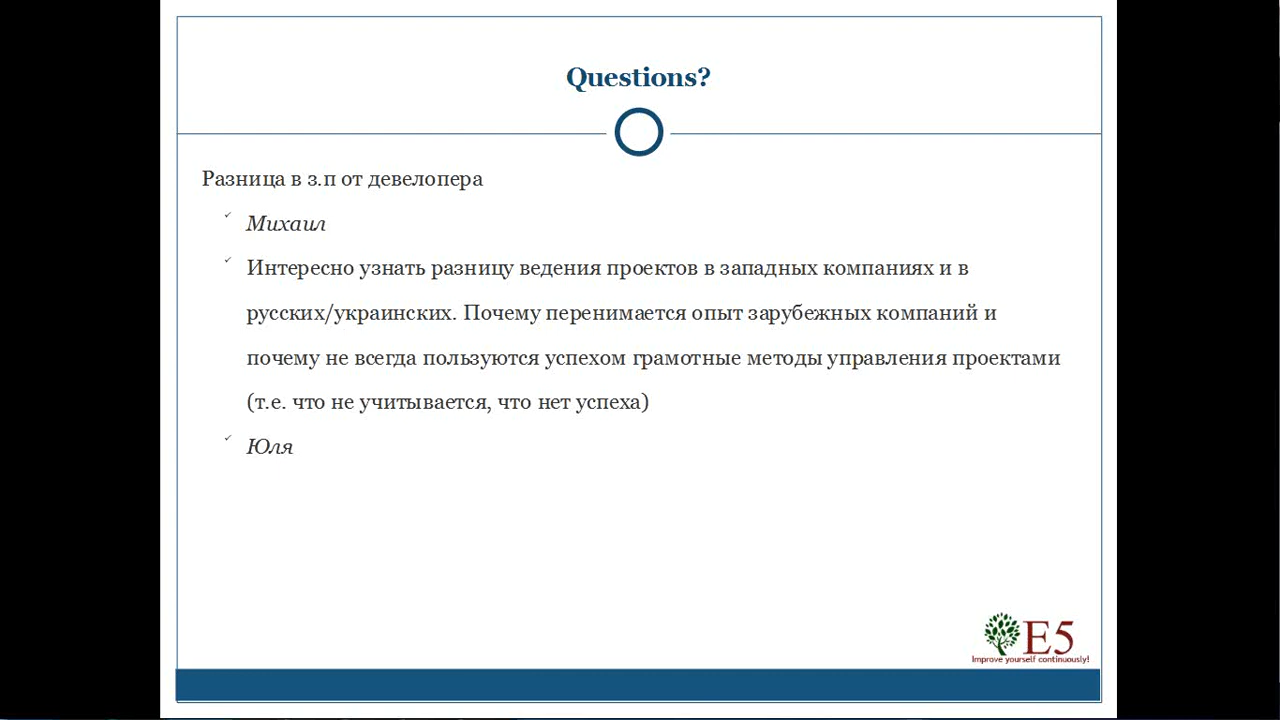 Questions?
Разница в з.п от девелопера
Михаил
Интересно узнать разницу ведения проектов в западных компаниях и в
русских/украинских. Почему перенимается опыт зарубежных компаний и
почему не всегда пользуются успехом грамотные методы управления проектами
(т.е. что не учитывается, что нет успеха)
Юля
E5
Improve yourself continuously!